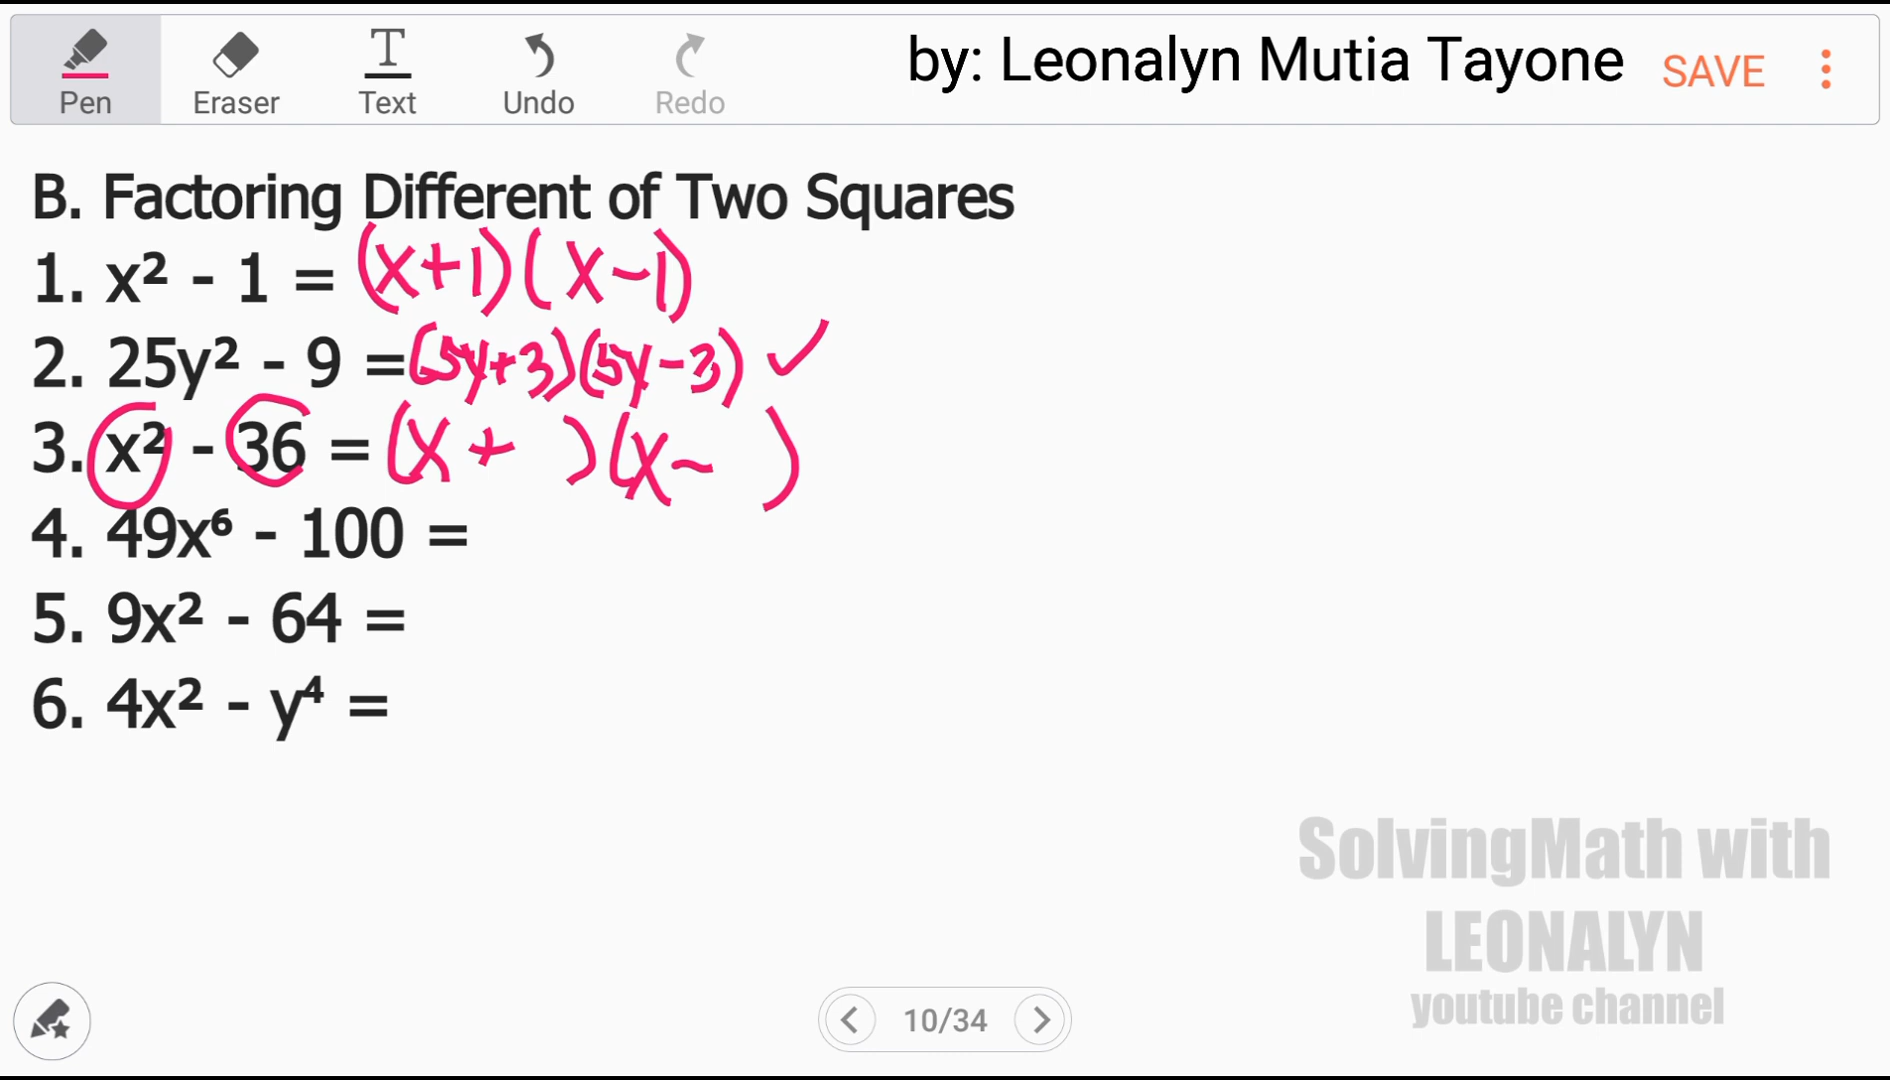 Pen Eraser Text Undo Redo by: Leonalyn Mutia Tayone SAVE
B. Factoring Different of Two Squares
1. x² - 1 = (x+1)(x-1)
2. 25y² - 9 = (5y+3)(5y-3) ✓
3. x² - 36 = (x + )(x- )
4. 49x⁶ - 100 =
5. 9x² - 64 =
6. 4x² - y⁴ =
SolvingMath with
LEONALYN
youtube channel
10/34